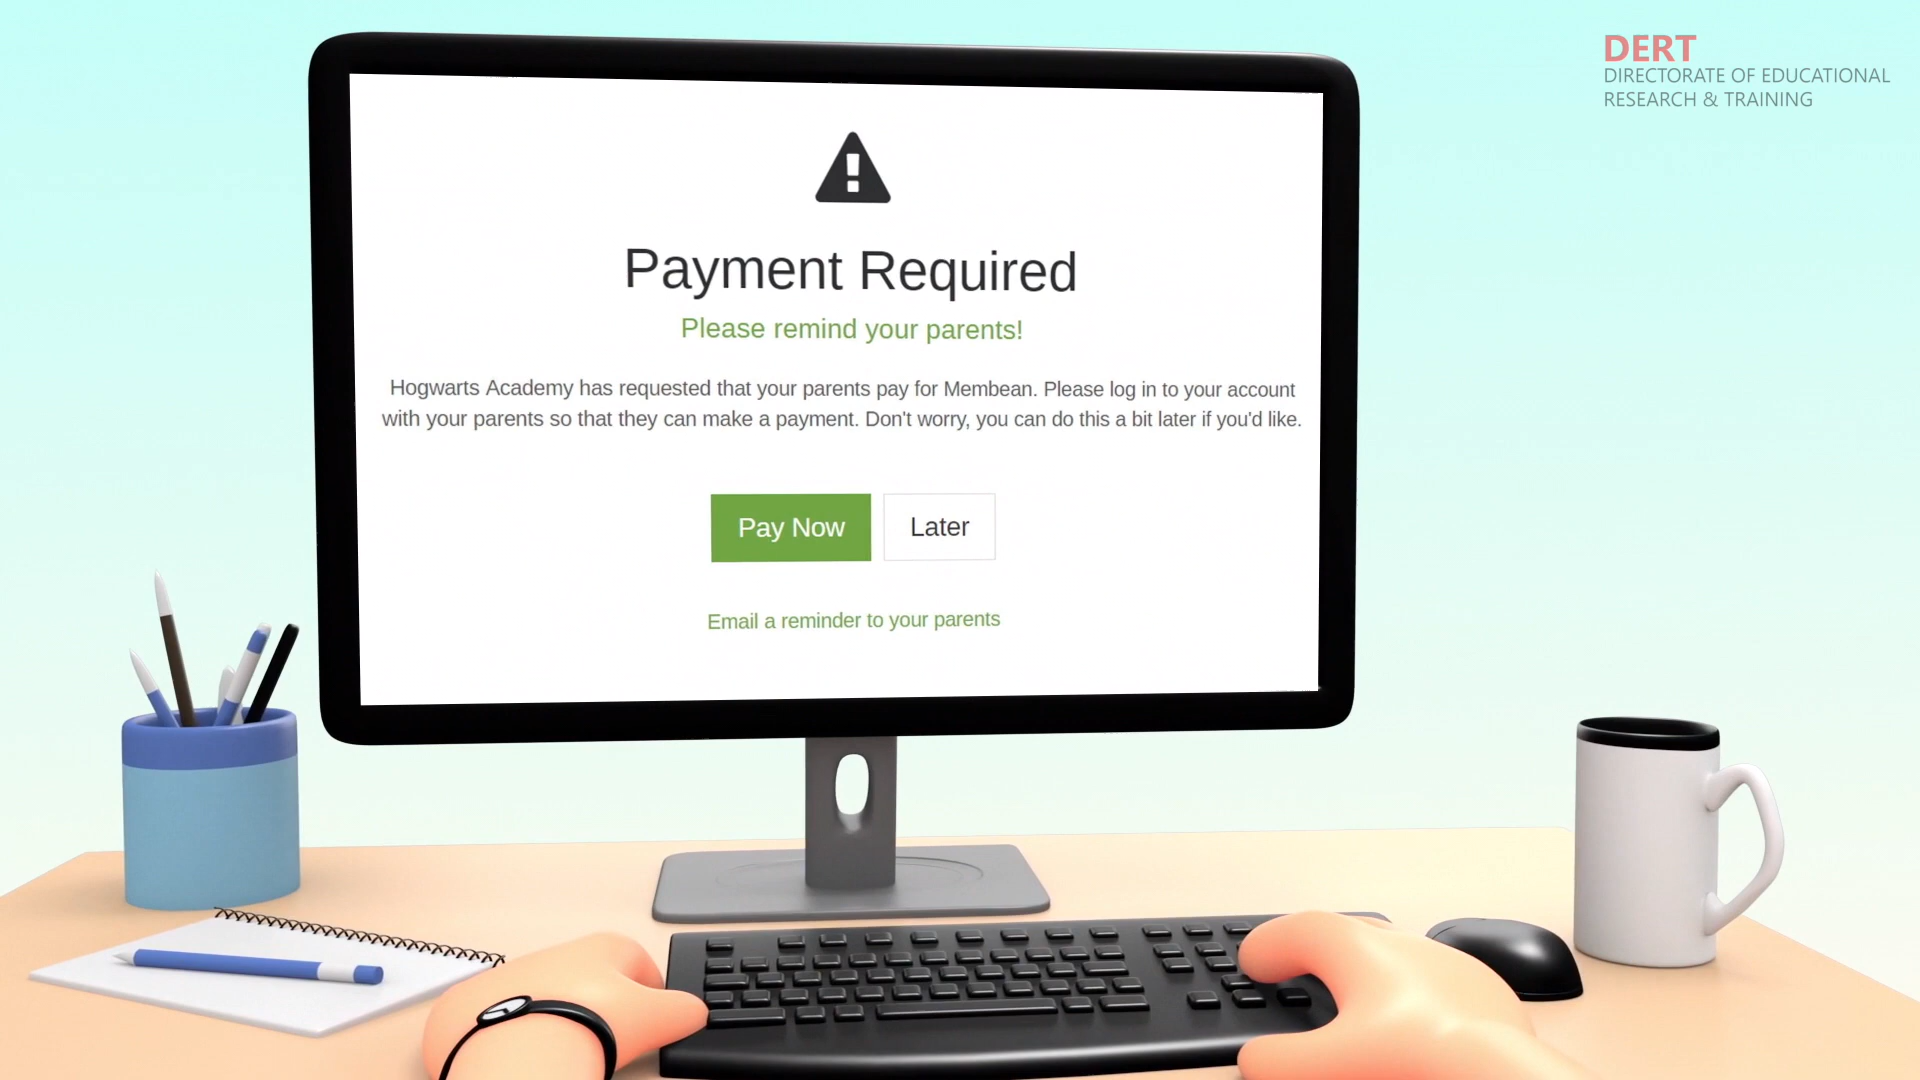 DERT
DIRECTORATE OF EDUCATIONAL
RESEARCH & TRAINING
Payment Required
Please remind your parents!
Hogwarts Academy has requested that your parents pay for Membean. Please log in to your account
with your parents so that they can make a payment. Don't worry, you can do this a bit later if you'd like.
Pay Now
Later
Email a reminder to your parents